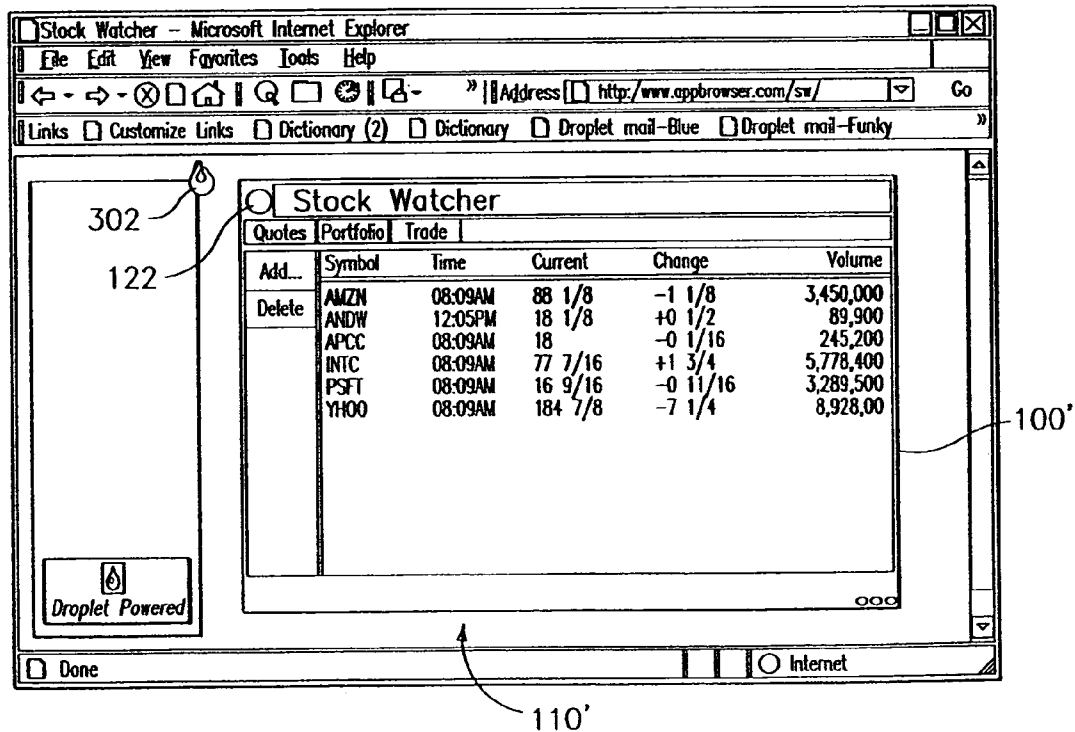 Stock Watcher – Microsoft Internet Explorer
File Edit View Favorites Tools Help
» Address http:/www.appbrowser.com/sw/ Go
Links Customize Links Dictionary (2) Dictionary Droplet mail–Blue Droplet mail–Funky »
302
122
Stock Watcher
Quotes Portfolio Trade
Add... Symbol Time Current Change Volume
Delete AMZN 08:09AM 88 1/8 –1 1/8 3,450,000
ANDW 12:05PM 18 1/8 +0 1/2 89,900
APCC 08:09AM 18 –0 1/16 245,200
INTC 08:09AM 77 7/16 +1 3/4 5,778,400
PSFT 08:09AM 16 9/16 –0 11/16 3,289,500
YHOO 08:09AM 184 7/8 –7 1/4 8,928,00
100'
Droplet Powered
Done Internet
110'